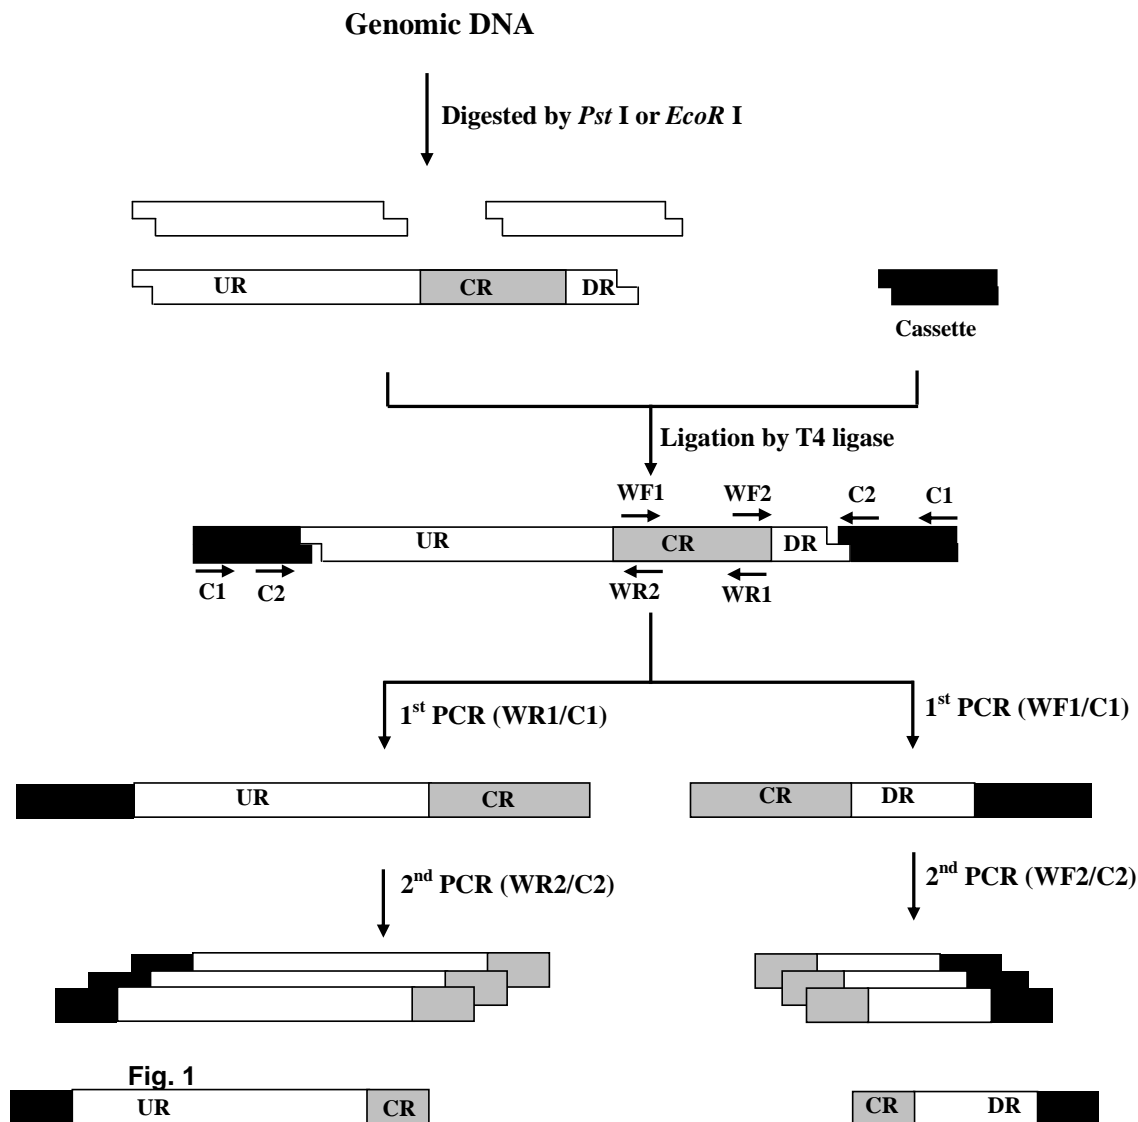 Genomic DNA
Digested by Pst I or EcoR I
UR CR DR
Cassette
Ligation by T4 ligase
WF1 WF2 C2 C1
UR CR DR
C1 C2 WR2 WR1
1st PCR (WR1/C1) 1st PCR (WF1/C1)
UR CR CR DR
2nd PCR (WR2/C2) 2nd PCR (WF2/C2)
Fig. 1
UR CR CR DR